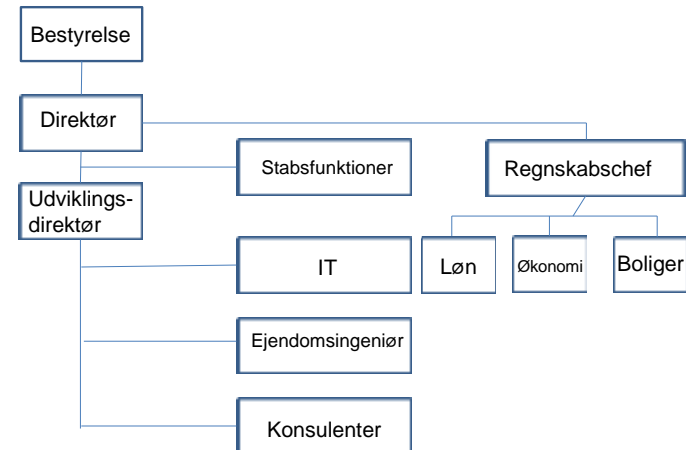 Bestyrelse
Direktør
Stabsfunktioner
Regnskabschef
Udviklings-
direktør
IT
Løn
Økonomi
Boliger
Ejendomsingeniør
Konsulenter